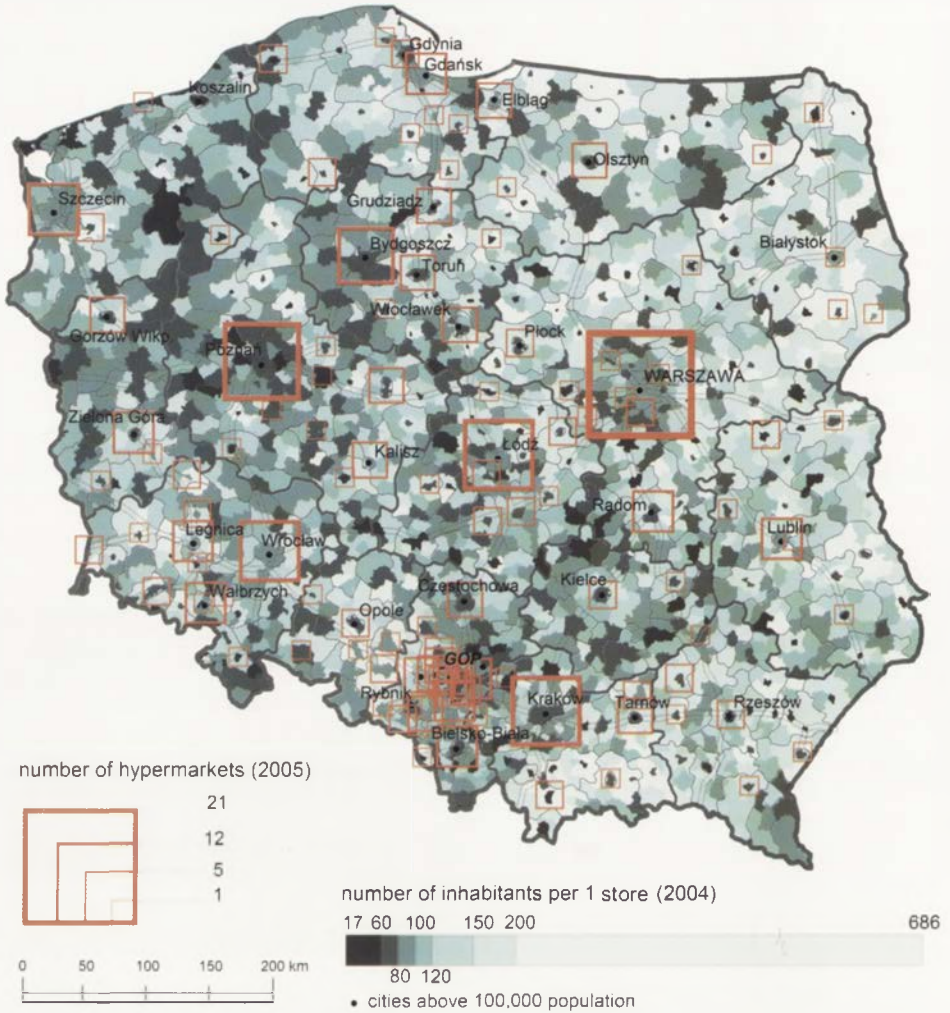 Gdynia
Gdańsk
Koszalin
Elbląg
Olsztyn
Szczecin
Grudziądz
Bydgoszcz
Białystok
Toruń
Włocławek
Gorzów Wlkp
Płock
Poznań
WARSZAWA
Zielona Góra
Kalisz
Łódź
Radom
Legnica
Wrocław
Lublin
Wałbrzych
Częstochowa
Kielce
Opole
GOP
Rybnik
Kraków
Tarnów
Rzeszów
Bielsko-Biała
number of hypermarkets (2005)
21
12
5
1
number of inhabitants per 1 store (2004)
17 60 100 150 200 686
80 120
0 50 100 150 200 km
• cities above 100,000 population